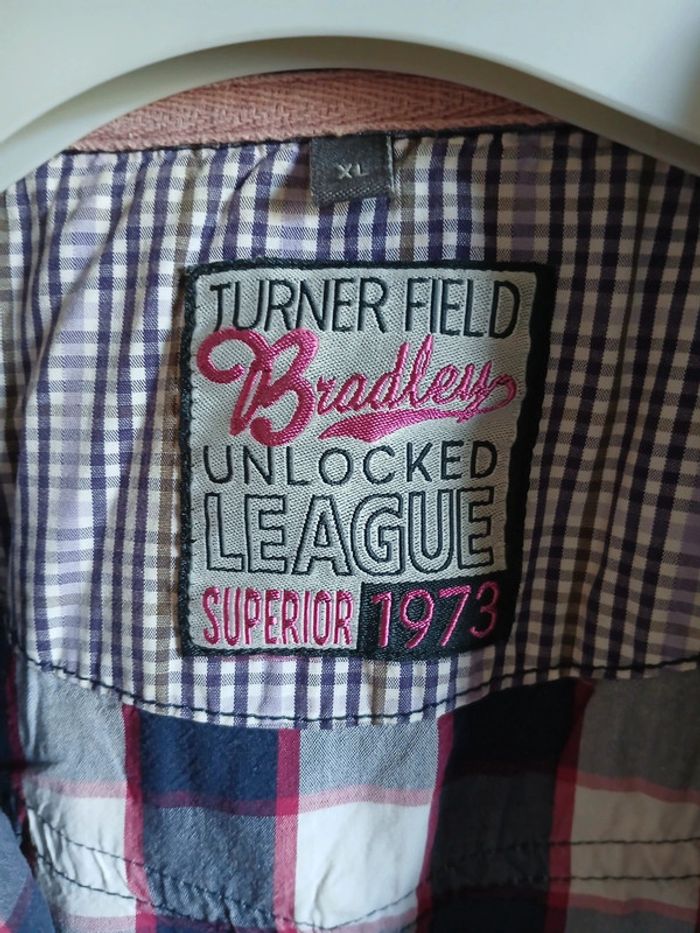 XL
TURNER FIELD
Bradley
UNLOCKED
LEAGUE
SUPERIOR 1973